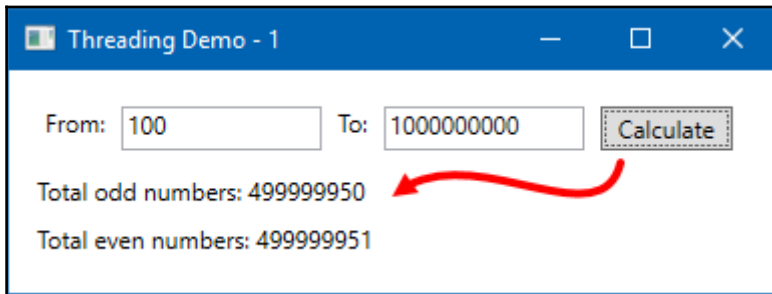 Threading Demo - 1
From: 100 To: 1000000000 Calculate
Total odd numbers: 499999950
Total even numbers: 499999951